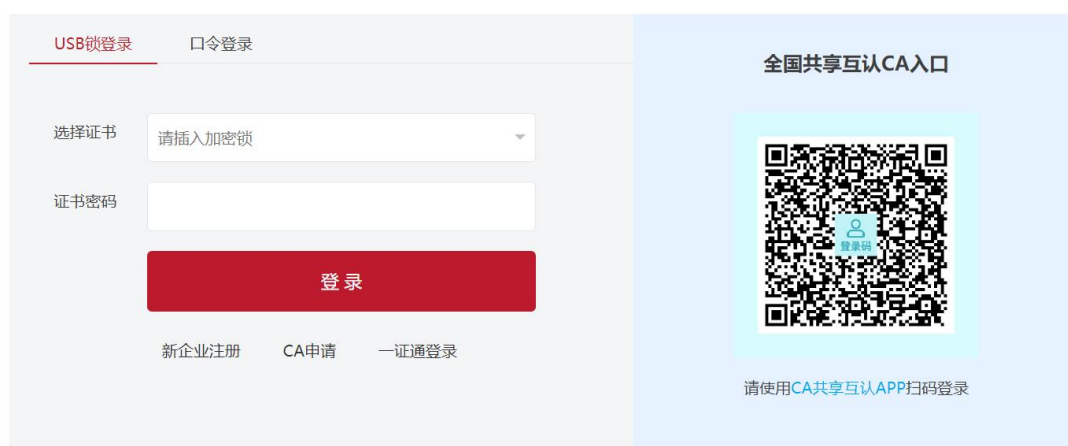 USB锁登录 口令登录
选择证书 请插入加密锁
证书密码
登录
新企业注册 CA申请 一证通登录
全国共享互认CA入口
登录码
请使用CA共享互认APP扫码登录